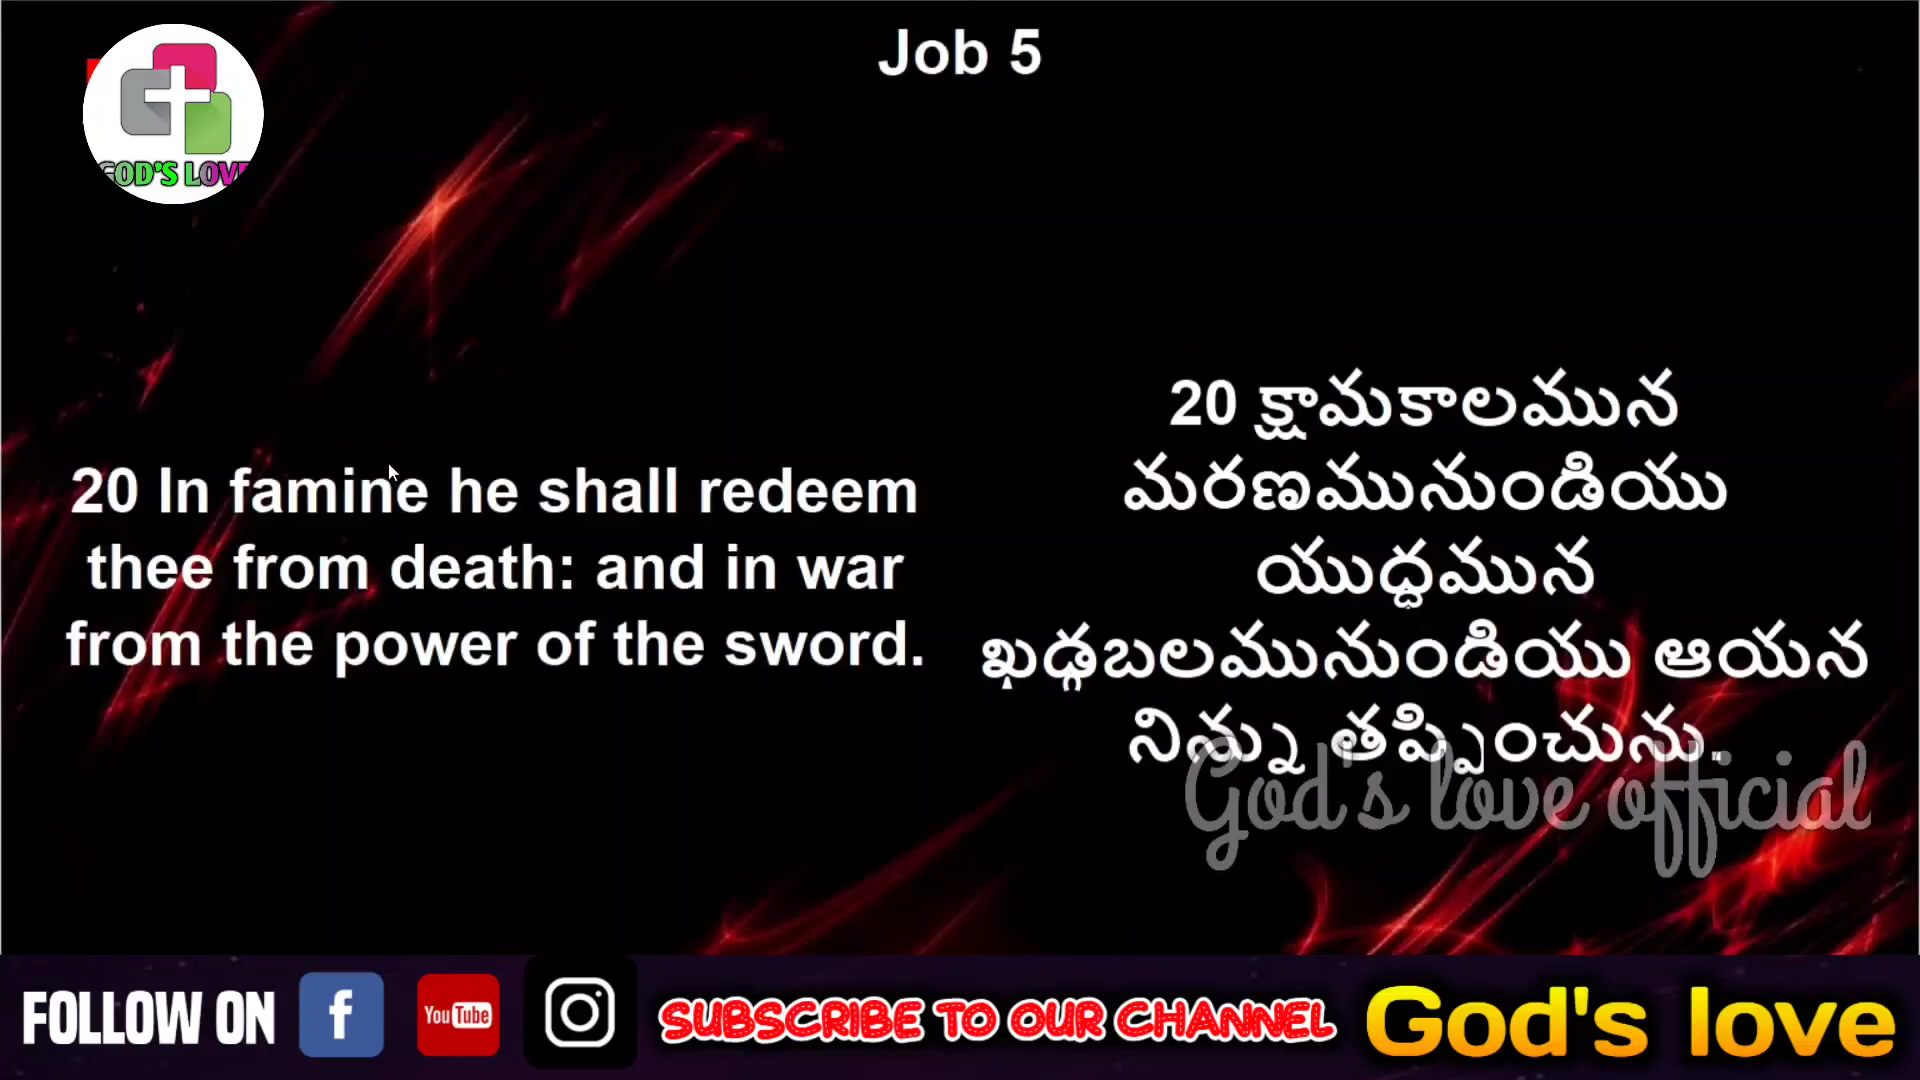 Job 5
GOD'S LOVE
20 In famine he shall redeem
thee from death: and in war
from the power of the sword.
20 క్షామకాలమున
మరణమునుండియు
యుద్ధమున
ఖడ్గబలమునుండియు ఆయన
నిన్ను తప్పించును.
God's love official
FOLLOW ON
f
You Tube
SUBSCRIBE TO OUR CHANNEL
God's love